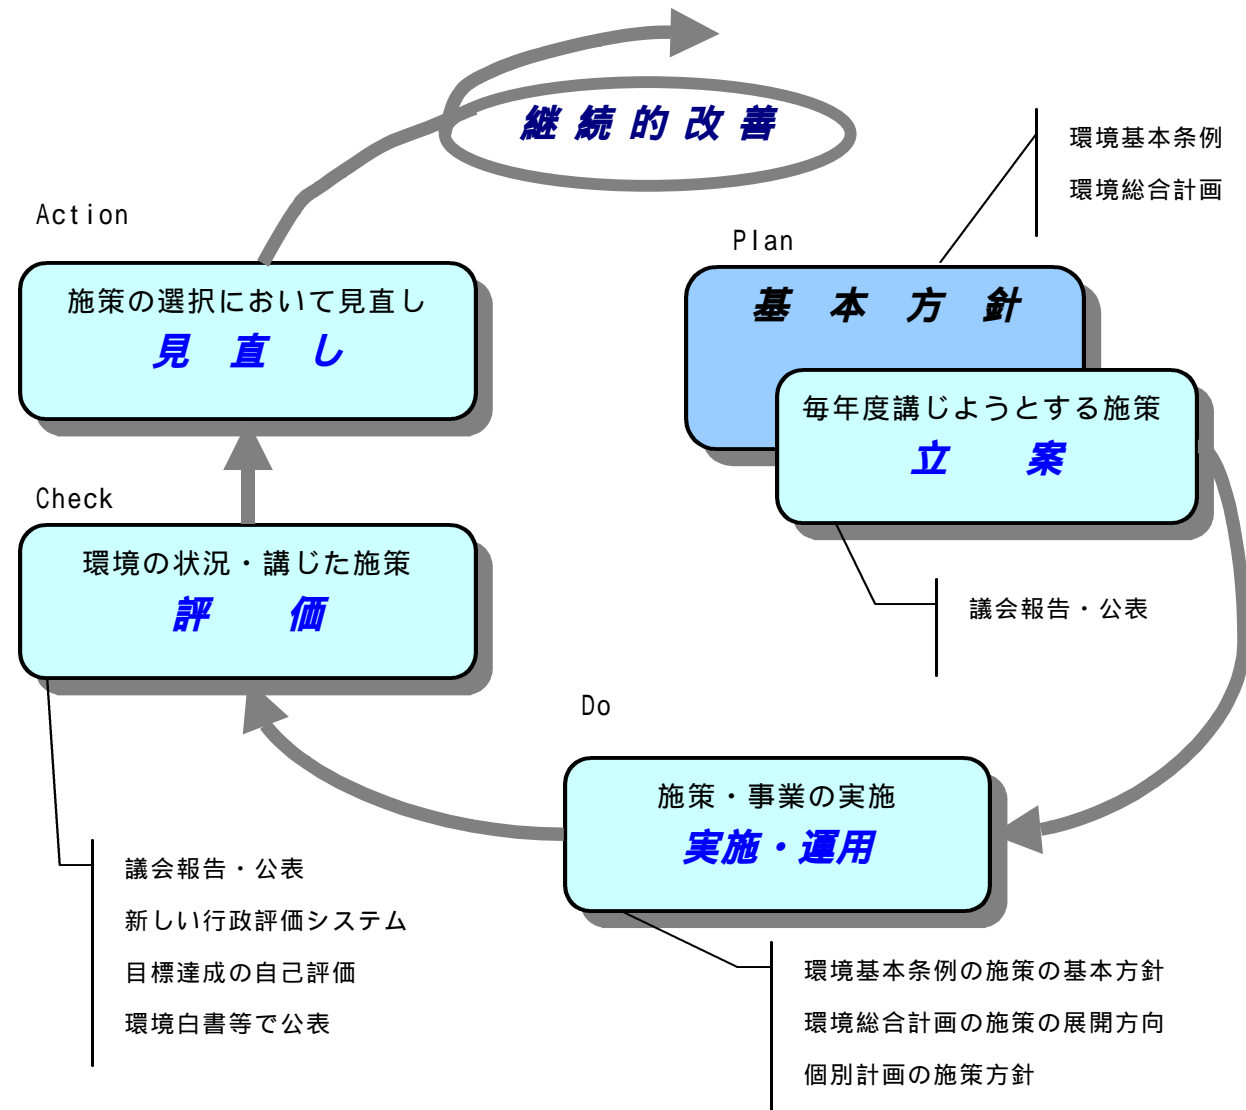 継続的改善
環境基本条例
環境総合計画
Action
Plan
施策の選択において見直し
見 直 し
基 本 方 針
毎年度講じようとする施策
立 案
Check
環境の状況・講じた施策
評 価
議会報告・公表
Do
施策・事業の実施
実施・運用
議会報告・公表
新しい行政評価システム
目標達成の自己評価
環境白書等で公表
環境基本条例の施策の基本方針
環境総合計画の施策の展開方向
個別計画の施策方針